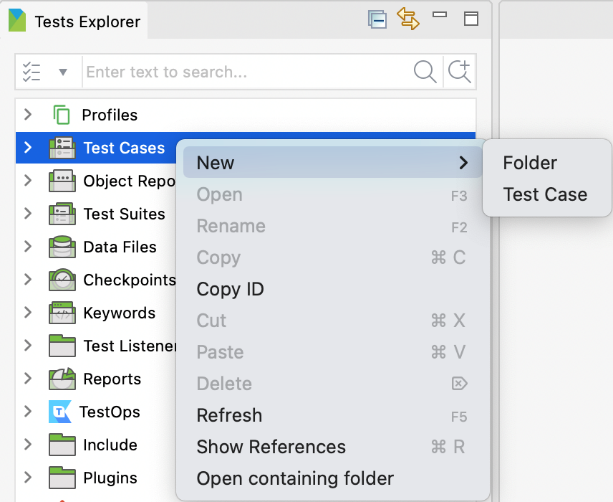 Tests Explorer
Enter text to search...
Profiles
Test Cases
Object Repo
Test Suites
Data Files
Checkpoints
Keywords
Test Listener
Reports
TestOps
Include
Plugins
New
Open F3
Rename F2
Copy ⌘ C
Copy ID
Cut ⌘ X
Paste ⌘ V
Delete ⌦
Refresh F5
Show References ⌘ R
Open containing folder
Folder
Test Case